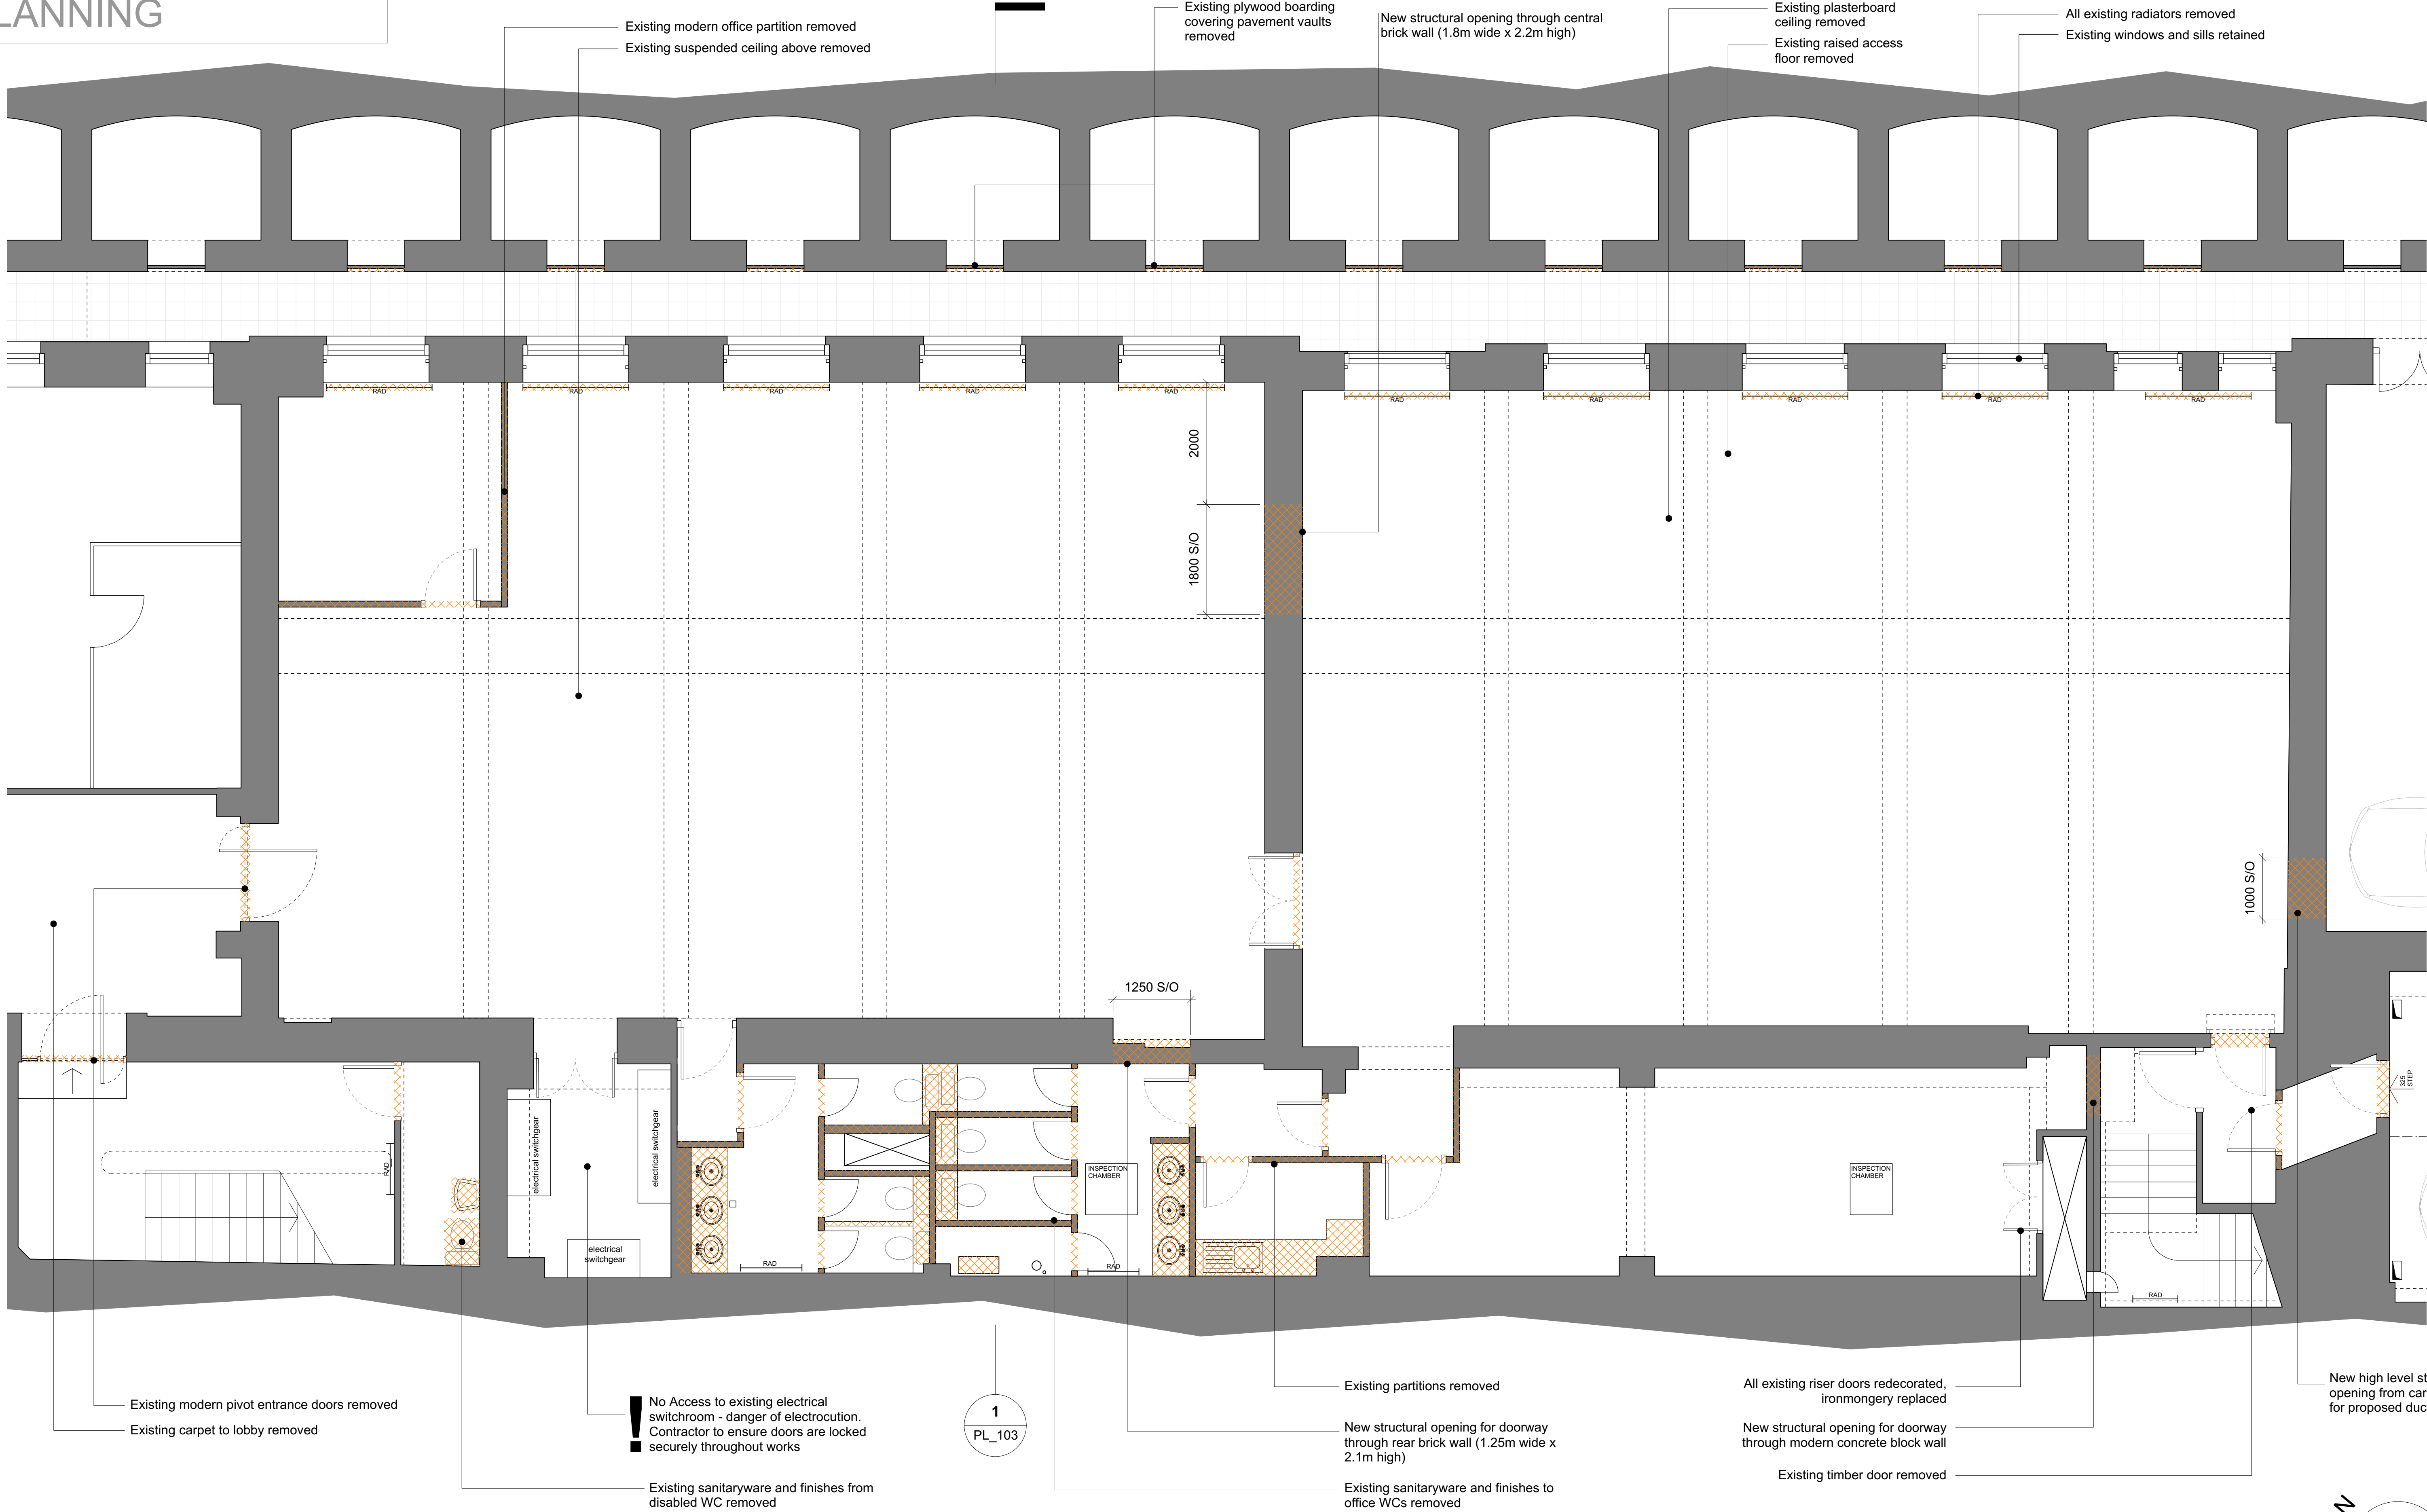 LANNING
Existing modern office partition removed
Existing suspended ceiling above removed
Existing plywood boarding
covering pavement vaults
removed
New structural opening through central
brick wall (1.8m wide x 2.2m high)
Existing plasterboard
ceiling removed
Existing raised access
floor removed
All existing radiators removed
Existing windows and sills retained
RAD
RAD
RAD
RAD
RAD
RAD
RAD
RAD
RAD
RAD
2000
1800 S/O
1000 S/O
1250 S/O
325
STEP
RAD
electrical switchgear
electrical switchgear
electrical
switchgear
RAD
INSPECTION
CHAMBER
RAD
INSPECTION
CHAMBER
RAD
Existing modern pivot entrance doors removed
Existing carpet to lobby removed
! No Access to existing electrical
switchroom - danger of electrocution.
Contractor to ensure doors are locked
securely throughout works
Existing sanitaryware and finishes from
disabled WC removed
1
PL_103
Existing partitions removed
New structural opening for doorway
through rear brick wall (1.25m wide x
2.1m high)
Existing sanitaryware and finishes to
office WCs removed
All existing riser doors redecorated,
ironmongery replaced
New structural opening for doorway
through modern concrete block wall
Existing timber door removed
New high level st
opening from car
for proposed duc
N